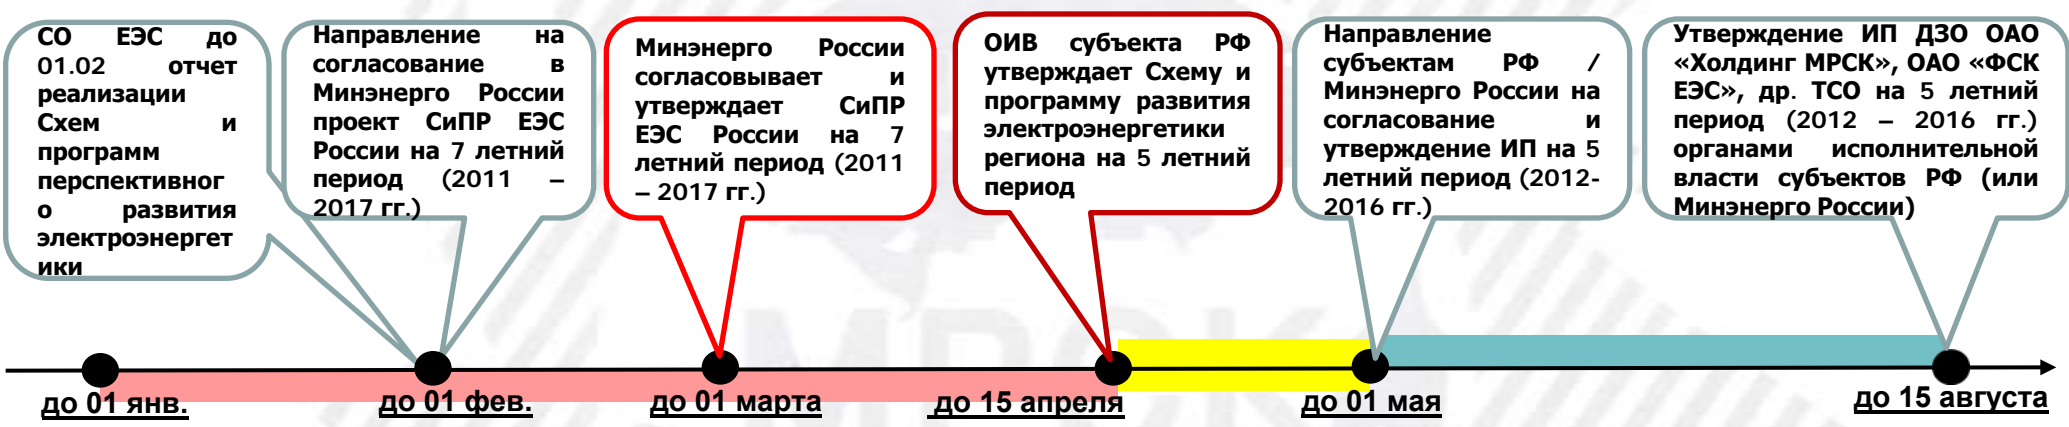 СО ЕЭС до
01.02 отчет
реализации
Схем и
программ
перспективног
о развития
электроэнергет
ики
Направление на
согласование в
Минэнерго России
проект СиПР ЕЭС
России на 7 летний
период (2011 –
2017 гг.)
Минэнерго России
согласовывает и
утверждает СиПР
ЕЭС России на 7
летний период (2011
– 2017 гг.)
ОИВ субъекта РФ
утверждает Схему и
программу развития
электроэнергетики
региона на 5 летний
период
Направление
субъектам РФ /
Минэнерго России на
согласование и
утверждение ИП на 5
летний период (2012-
2016 гг.)
Утверждение ИП ДЗО ОАО
«Холдинг МРСК», ОАО «ФСК
ЕЭС», др. ТСО на 5 летний
период (2012 – 2016 гг.)
органами исполнительной
власти субъектов РФ (или
Минэнерго России)
МРСК
до 01 янв.
до 01 фев.
до 01 марта
до 15 апреля
до 01 мая
до 15 августа